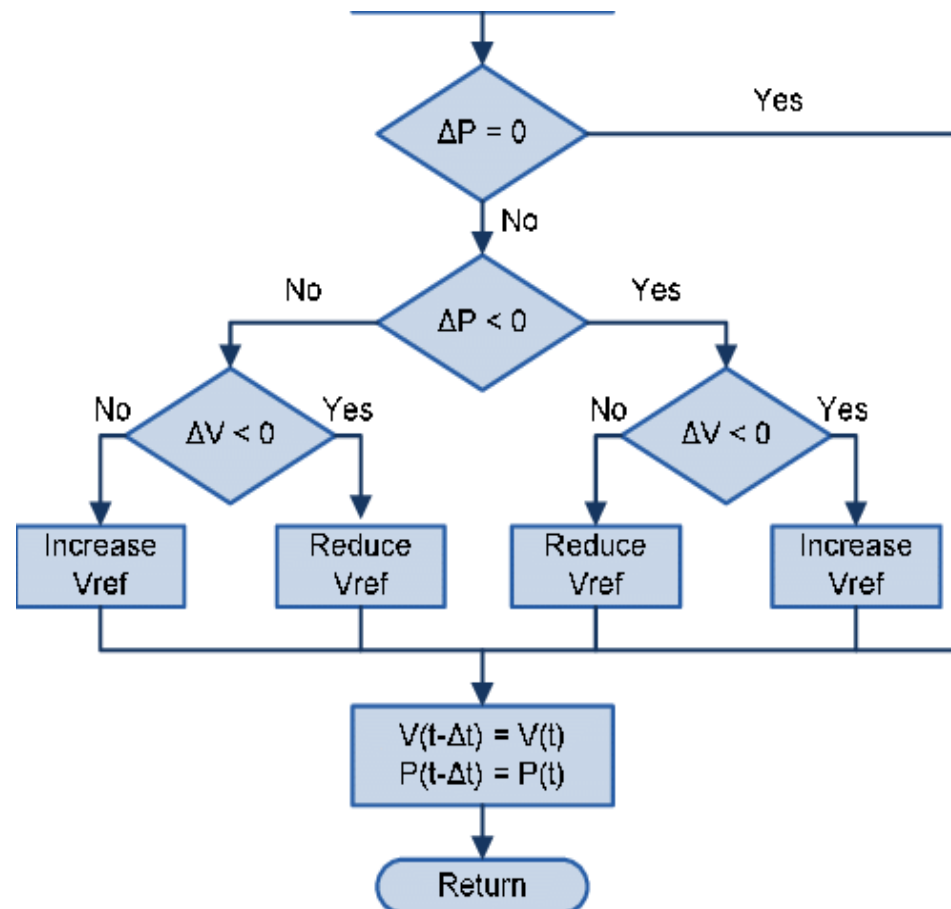 Yes
ΔP = 0
No
No
Yes
ΔP < 0
No
Yes
No
Yes
ΔV < 0
ΔV < 0
Increase
Vref
Reduce
Vref
Reduce
Vref
Increase
Vref
V(t-Δt) = V(t)
P(t-Δt) = P(t)
Return